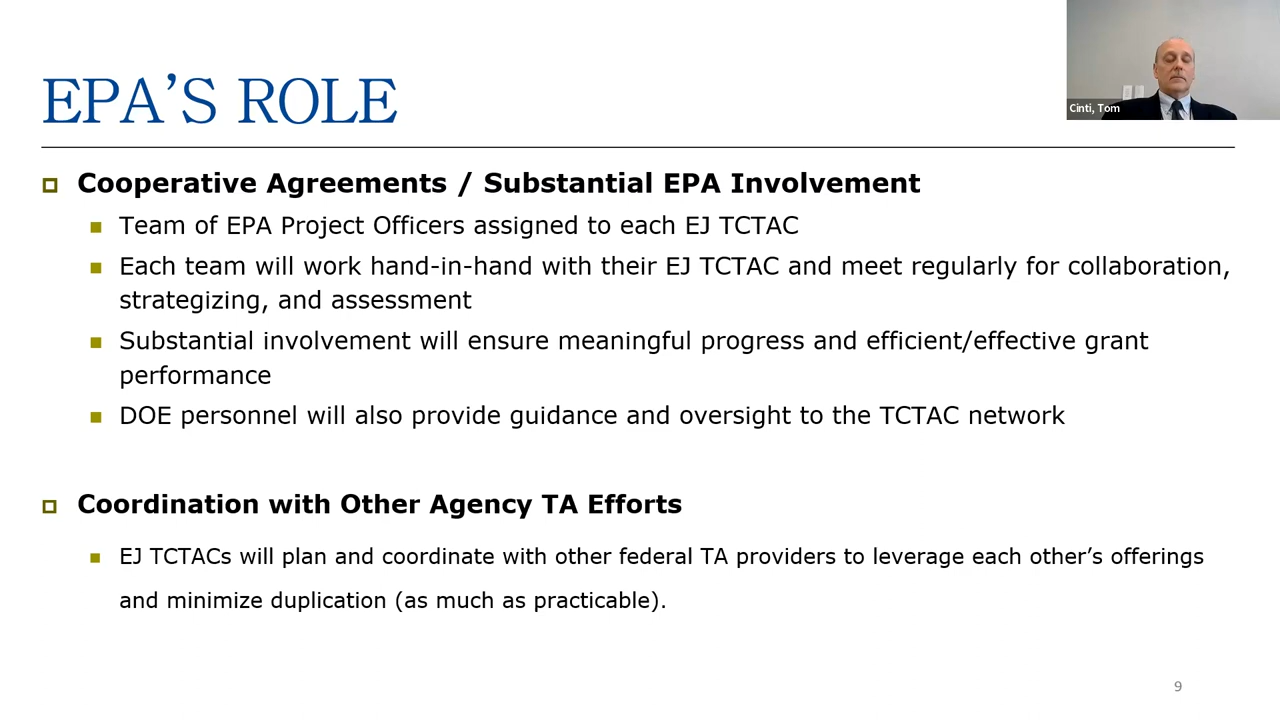 EPA’S ROLE
Cinti, Tom
Cooperative Agreements / Substantial EPA Involvement
Team of EPA Project Officers assigned to each EJ TCTAC
Each team will work hand-in-hand with their EJ TCTAC and meet regularly for collaboration,
strategizing, and assessment
Substantial involvement will ensure meaningful progress and efficient/effective grant
performance
DOE personnel will also provide guidance and oversight to the TCTAC network
Coordination with Other Agency TA Efforts
EJ TCTACs will plan and coordinate with other federal TA providers to leverage each other’s offerings
and minimize duplication (as much as practicable).
9